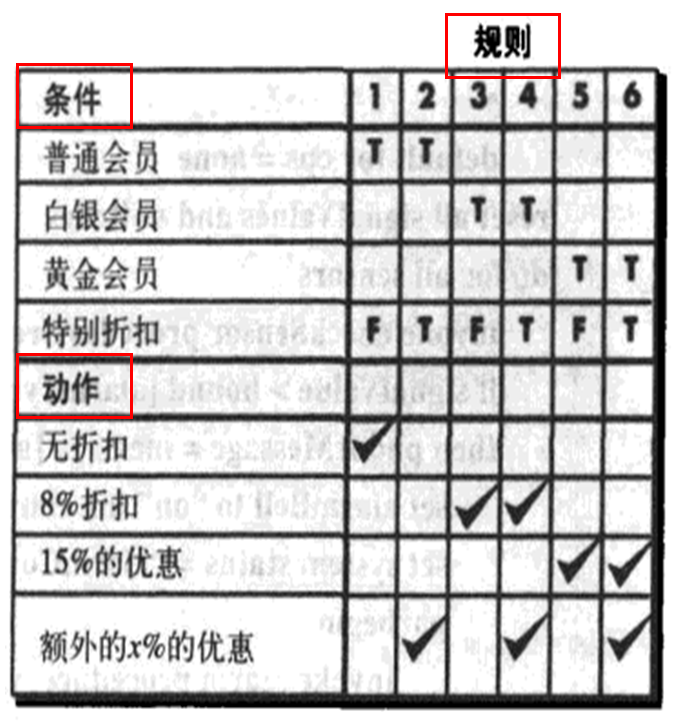 规则
条件 1 2 3 4 5 6
普通会员 T T
白银会员 T T
黄金会员 T T
特别折扣 F T F T F T
动作
无折扣 ✓
8%折扣 ✓ ✓
15%的优惠 ✓ ✓
额外的x%的优惠 ✓ ✓ ✓